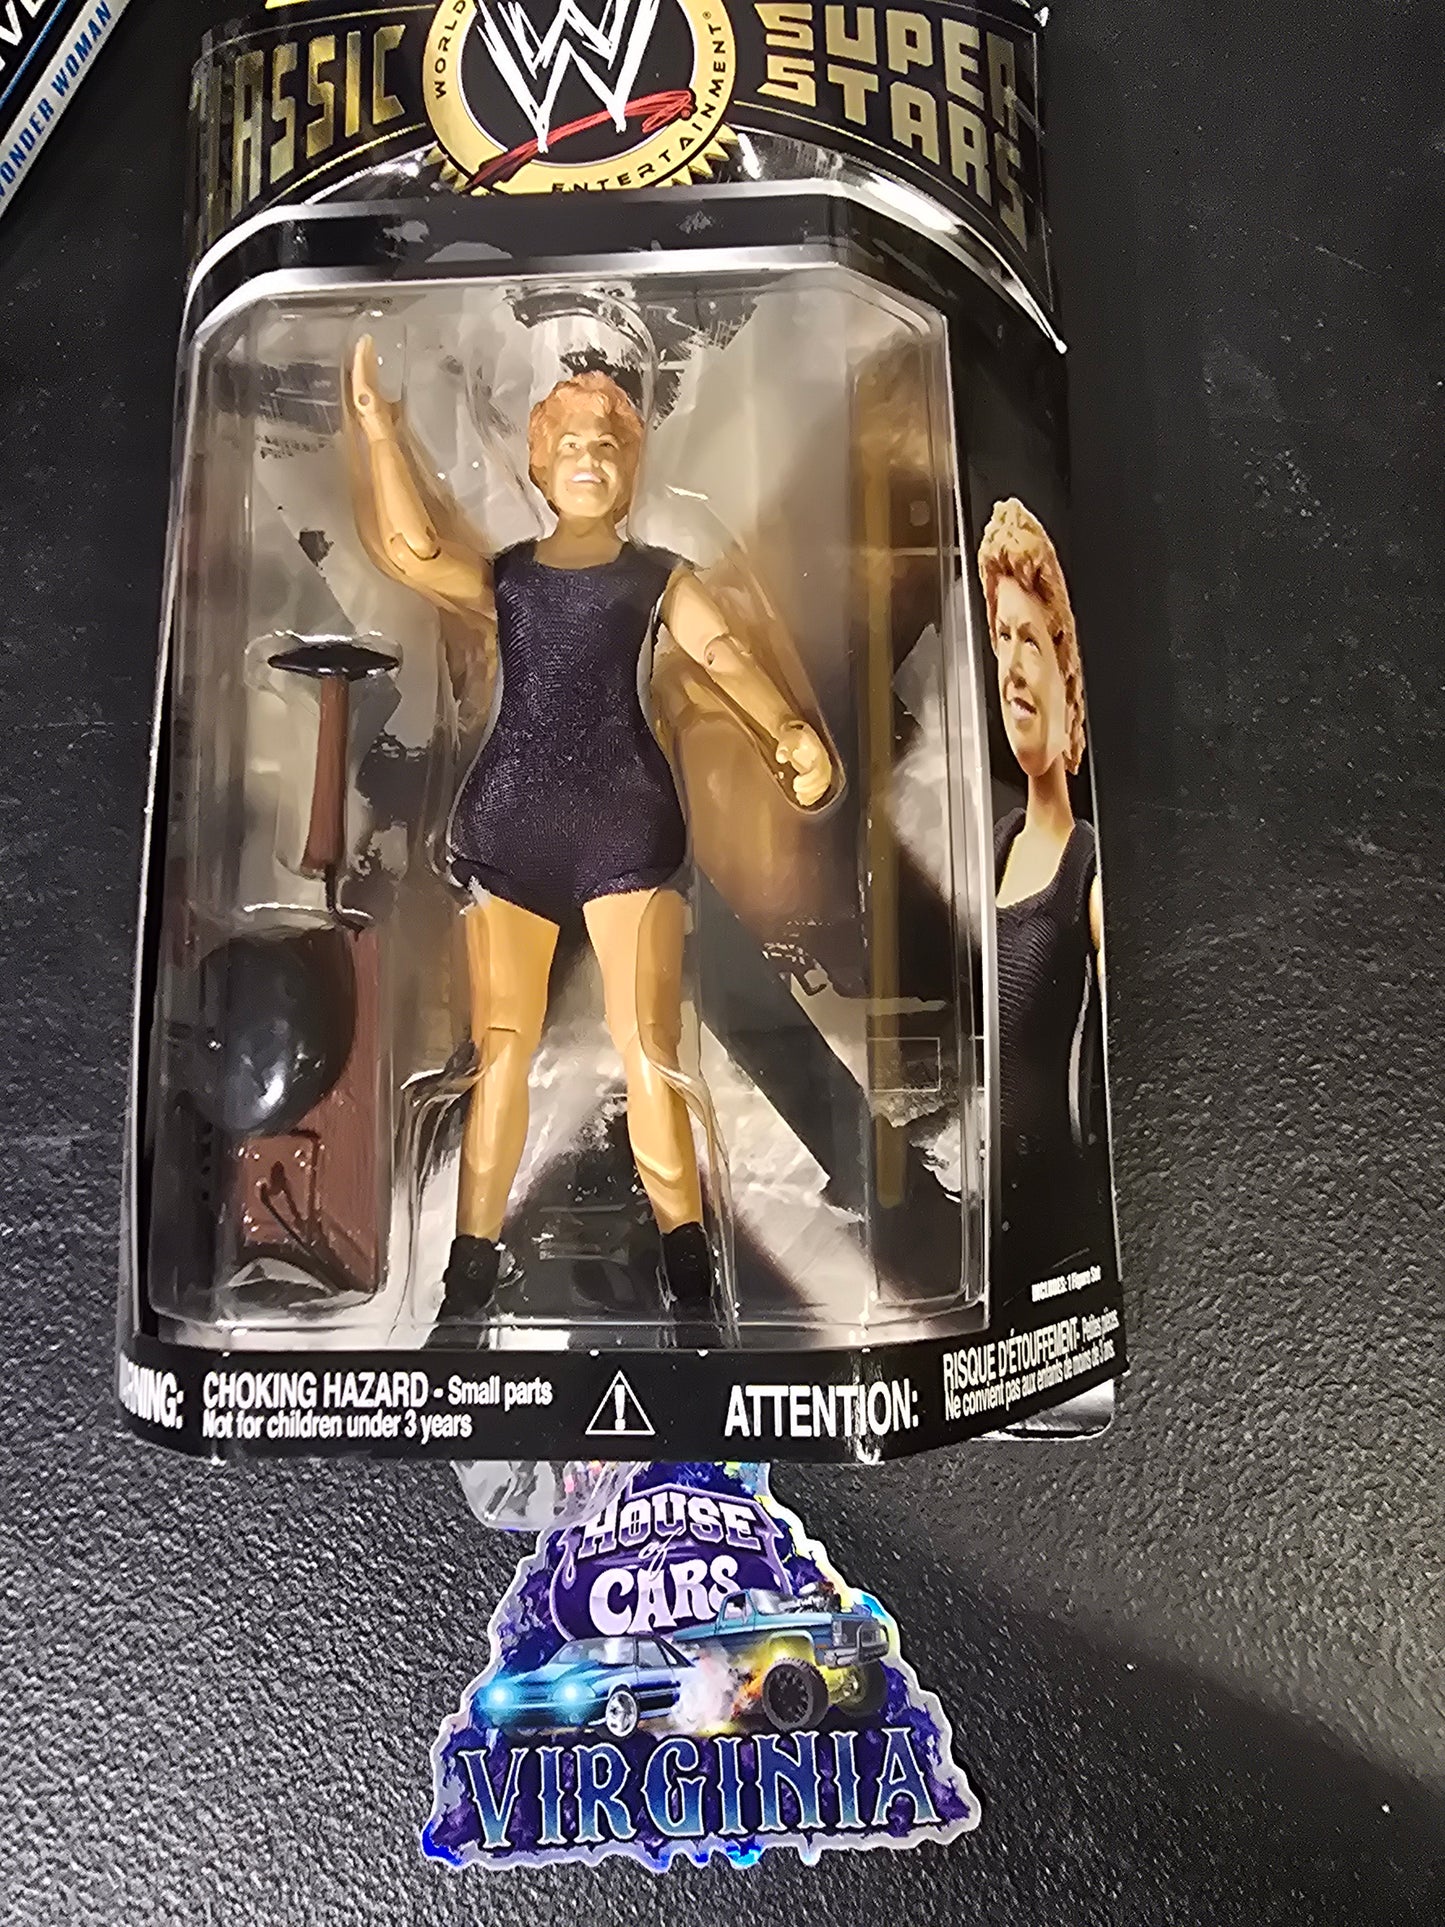 WONDER WOMAN
CLASSIC
WORLD
ENTERTAINMENT
SUPER
STARS
INCLUDES: 1 Figure Set
WARNING:
CHOKING HAZARD - Small parts
Not for children under 3 years
ATTENTION:
RISQUE D'ÉTOUFFEMENT- Petites pièces.
Ne convient pas aux enfants de moins de 3 ans.
HOUSE
of
CARS
VIRGINIA